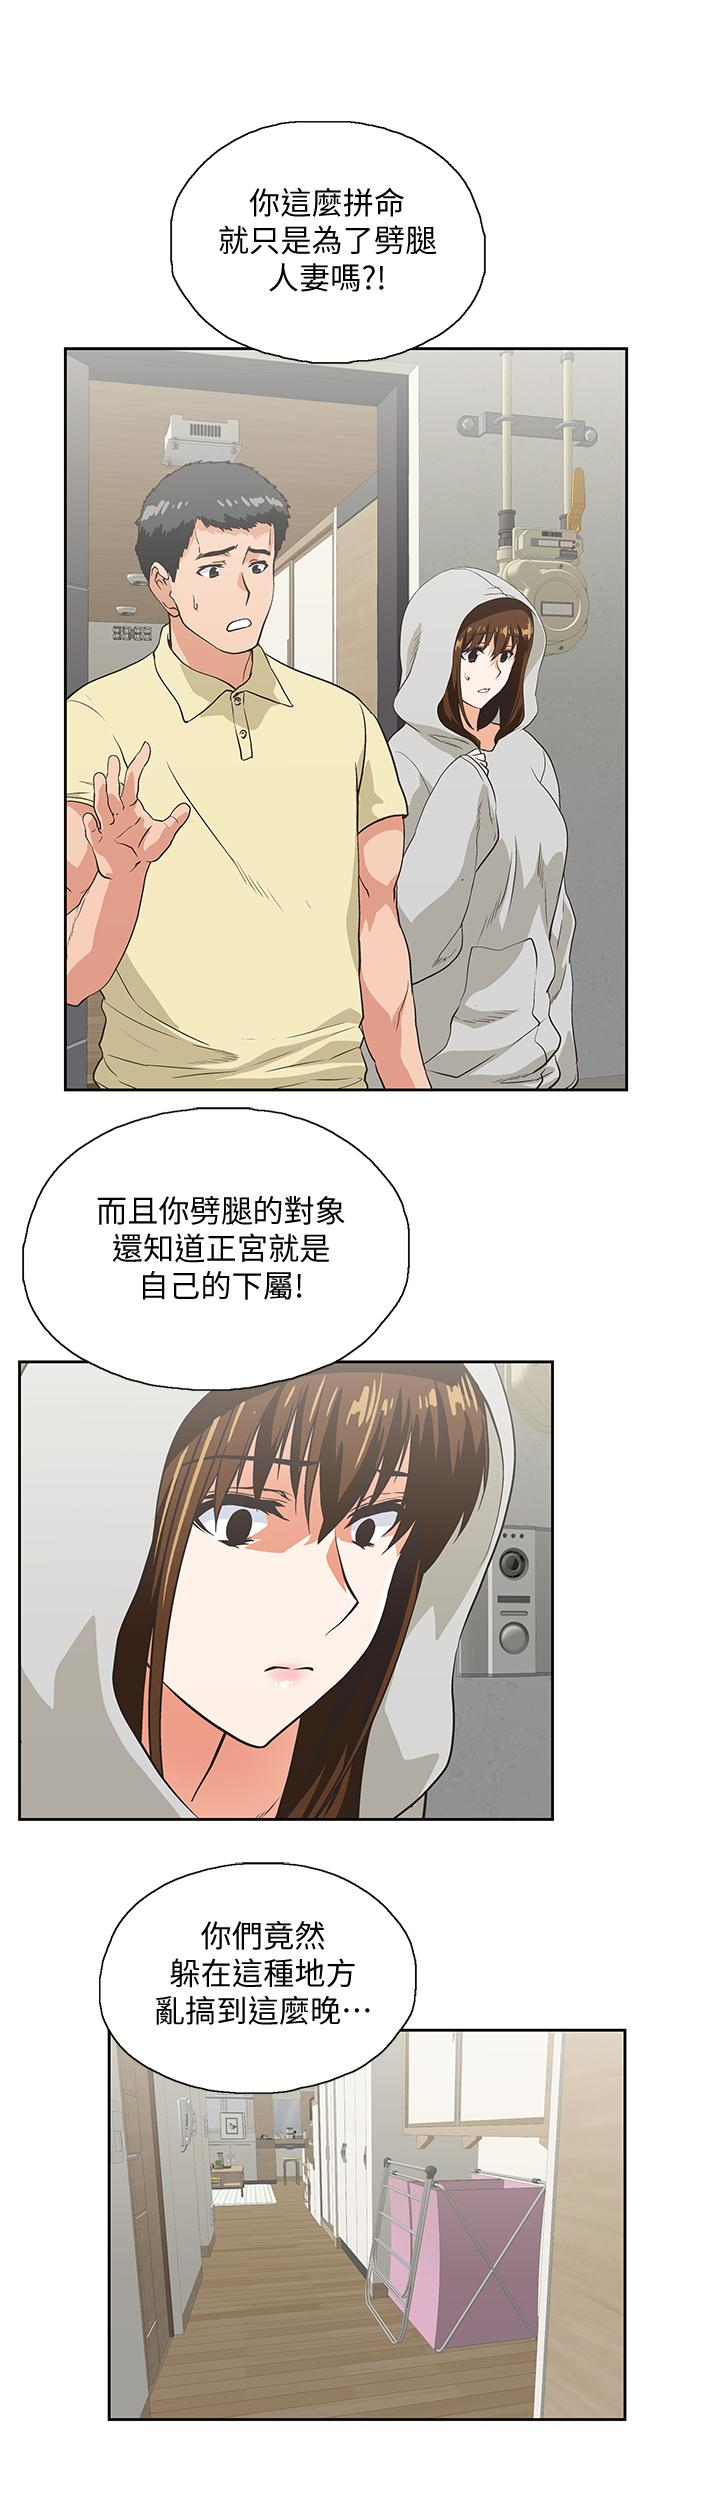 你這麼拼命
就只是為了劈腿
人妻嗎?!
而且你劈腿的對象
還知道正宮就是
自己的下屬!
你們竟然
躲在這種地方
亂搞到這麼晚…